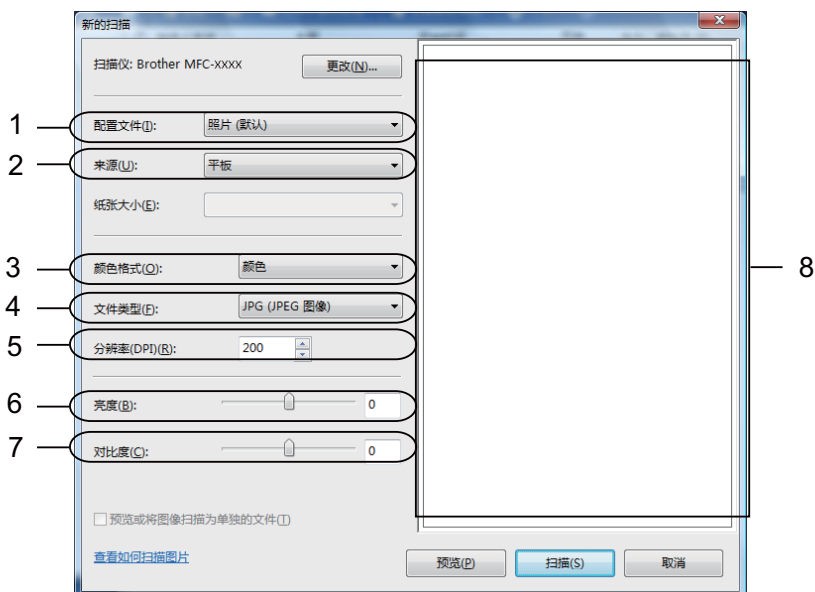 新的扫描
扫描仪: Brother MFC-xxxx
更改(N)...
1
配置文件(I):
照片 (默认)
2
来源(U):
平板
纸张大小(E):
3
颜色格式(O):
颜色
4
文件类型(F):
JPG (JPEG 图像)
5
分辨率(DPI)(R):
200
6
亮度(B):
0
7
对比度(C):
0
8
预览或将图像扫描为单独的文件(T)
查看如何扫描图片
预览(P)
扫描(S)
取消